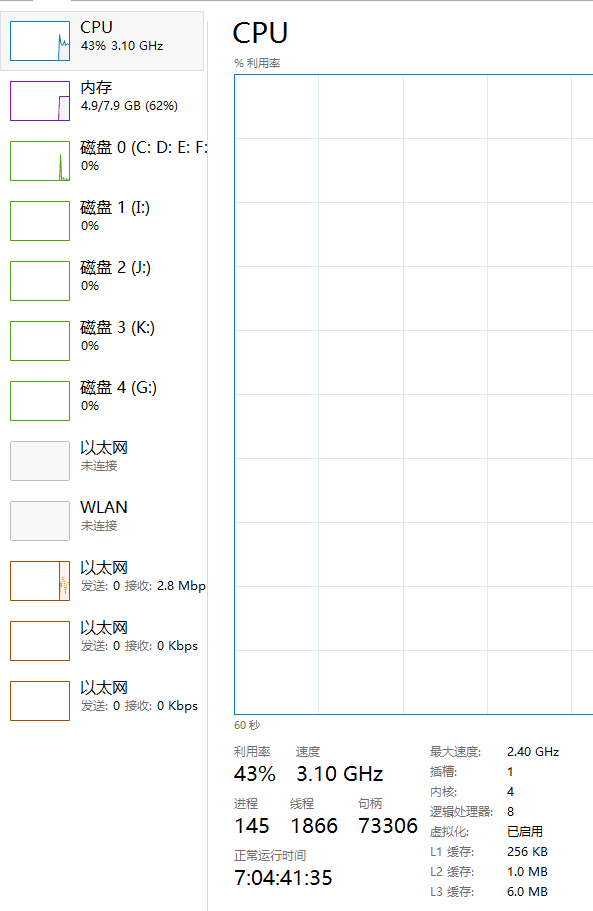 CPU
43% 3.10 GHz
内存
4.9/7.9 GB (62%)
磁盘 0 (C: D: E: F:
0%
磁盘 1 (I:)
0%
磁盘 2 (J:)
0%
磁盘 3 (K:)
0%
磁盘 4 (G:)
0%
以太网
未连接
WLAN
未连接
以太网
发送: 0 接收: 2.8 Mbp
以太网
发送: 0 接收: 0 Kbps
以太网
发送: 0 接收: 0 Kbps
CPU
% 利用率
60 秒
利用率 速度
43% 3.10 GHz
进程 线程 句柄
145 1866 73306
正常运行时间
7:04:41:35
最大速度: 2.40 GHz
插槽: 1
内核: 4
逻辑处理器: 8
虚拟化: 已启用
L1 缓存: 256 KB
L2 缓存: 1.0 MB
L3 缓存: 6.0 MB